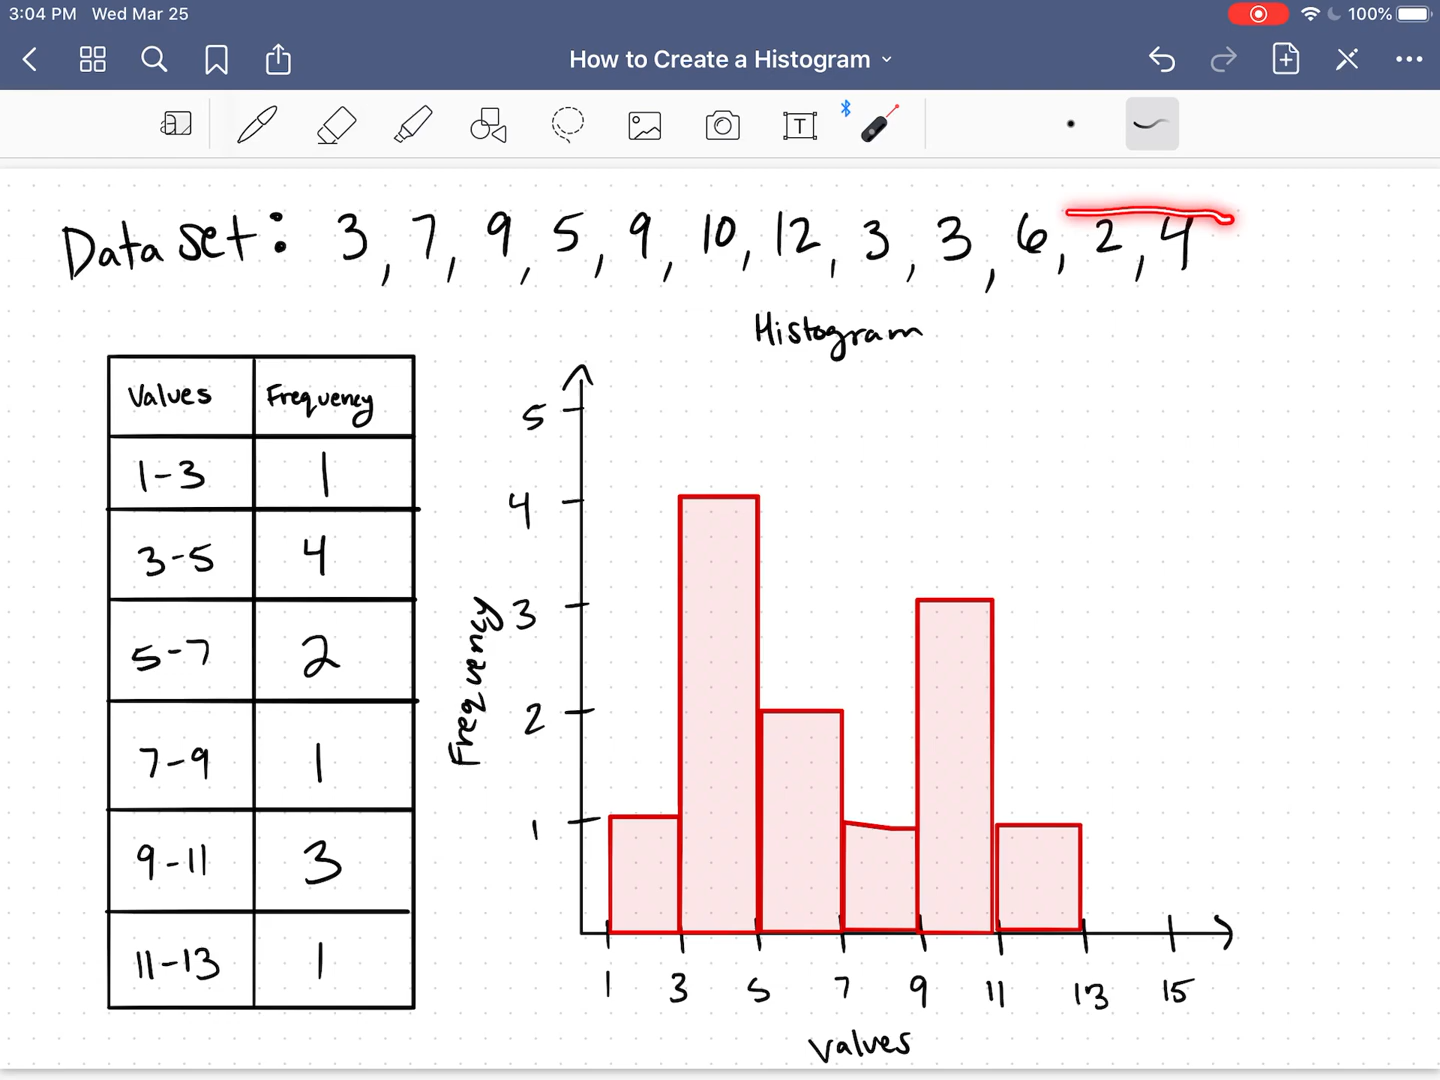 3:04 PM Wed Mar 25
100%
How to Create a Histogram
T
Data set: 3, 7, 9, 5, 9, 10, 12, 3, 3, 6, 2, 4
Histogram
Values Frequency
1-3 1
3-5 4
5-7 2
7-9 1
9-11 3
11-13 1
5
4
3
2
1
Frequency
1 3 5 7 9 11 13 15
Values